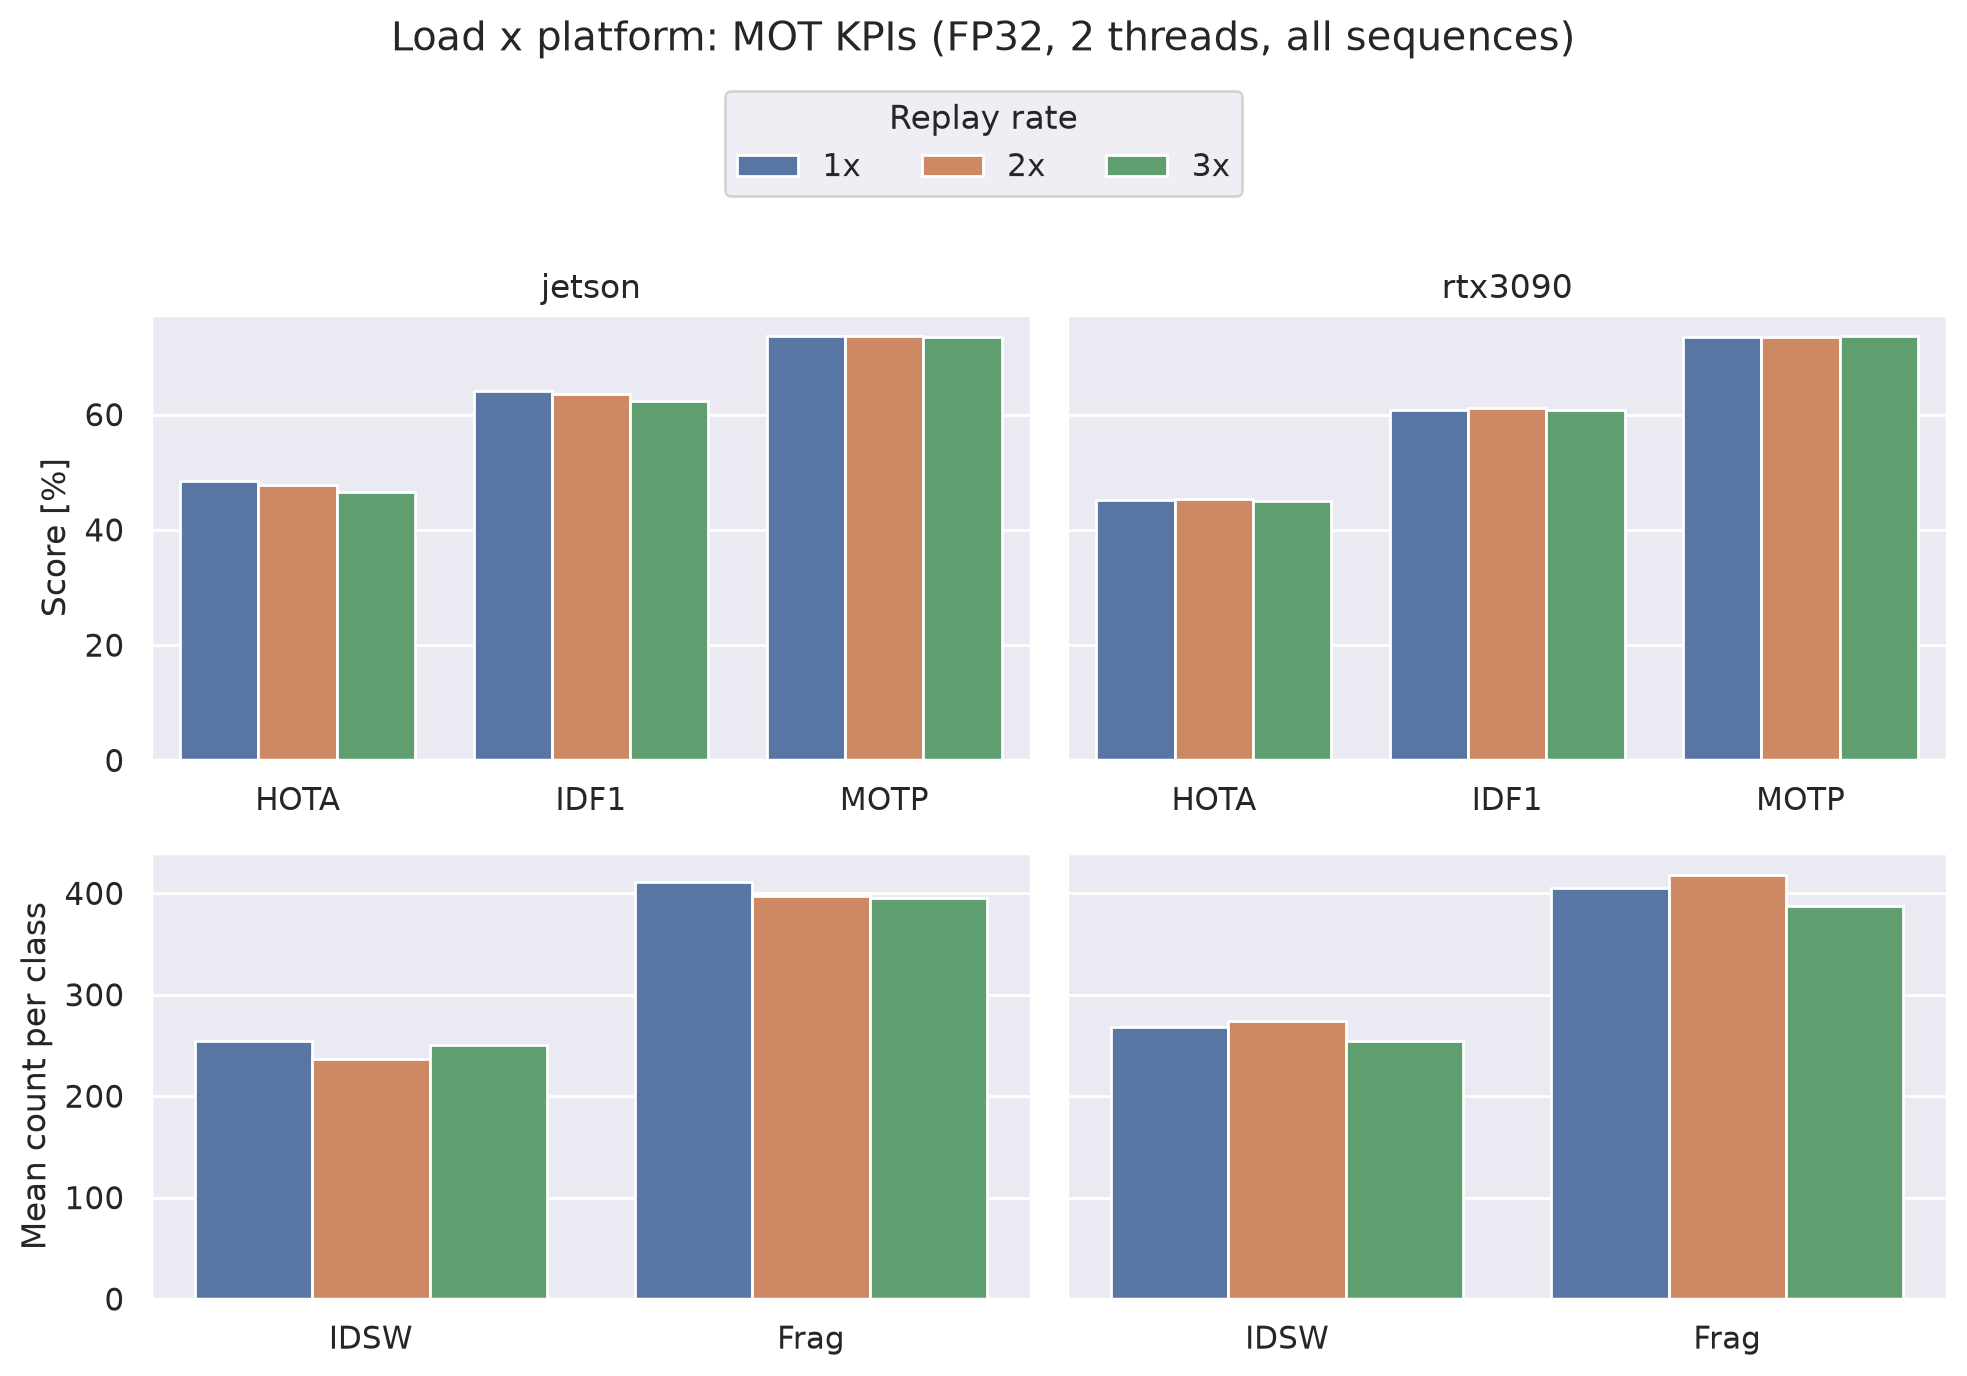 Load x platform: MOT KPIs (FP32, 2 threads, all sequences)
Replay rate
1x 2x 3x
jetson
rtx3090
Score [%]
60
40
20
0
HOTA IDF1 MOTP
HOTA IDF1 MOTP
Mean count per class
400
300
200
100
0
IDSW Frag
IDSW Frag